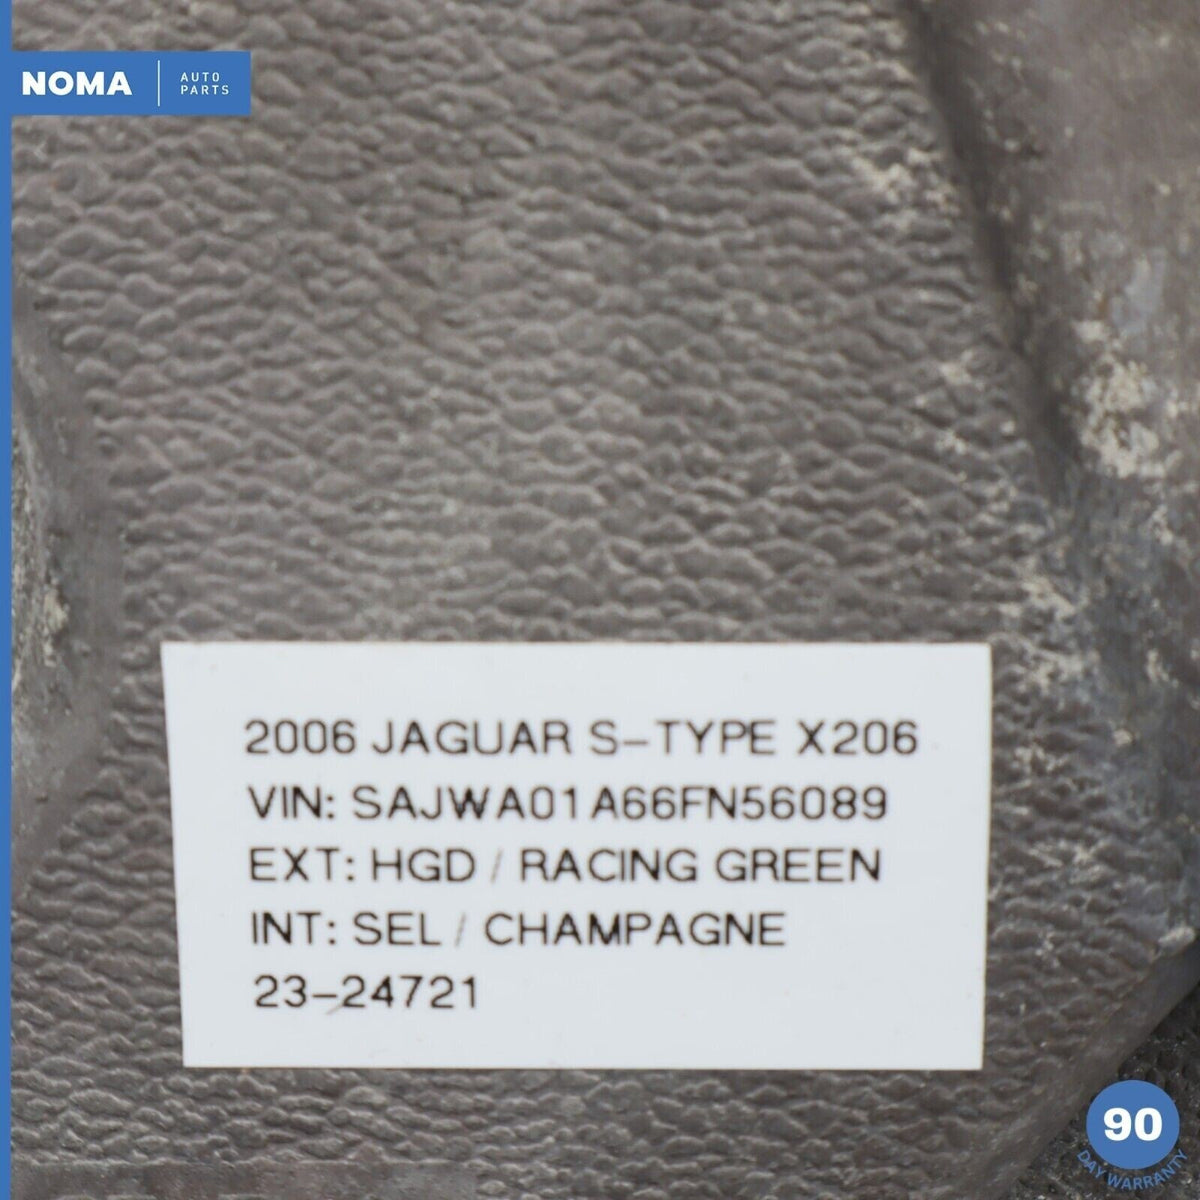 NOMA
AUTO
PARTS
2006 JAGUAR S-TYPE X206
VIN: SAJWA01A66FN56089
EXT: HGD / RACING GREEN
INT: SEL / CHAMPAGNE
23-24721
90
DAY WARRANTY